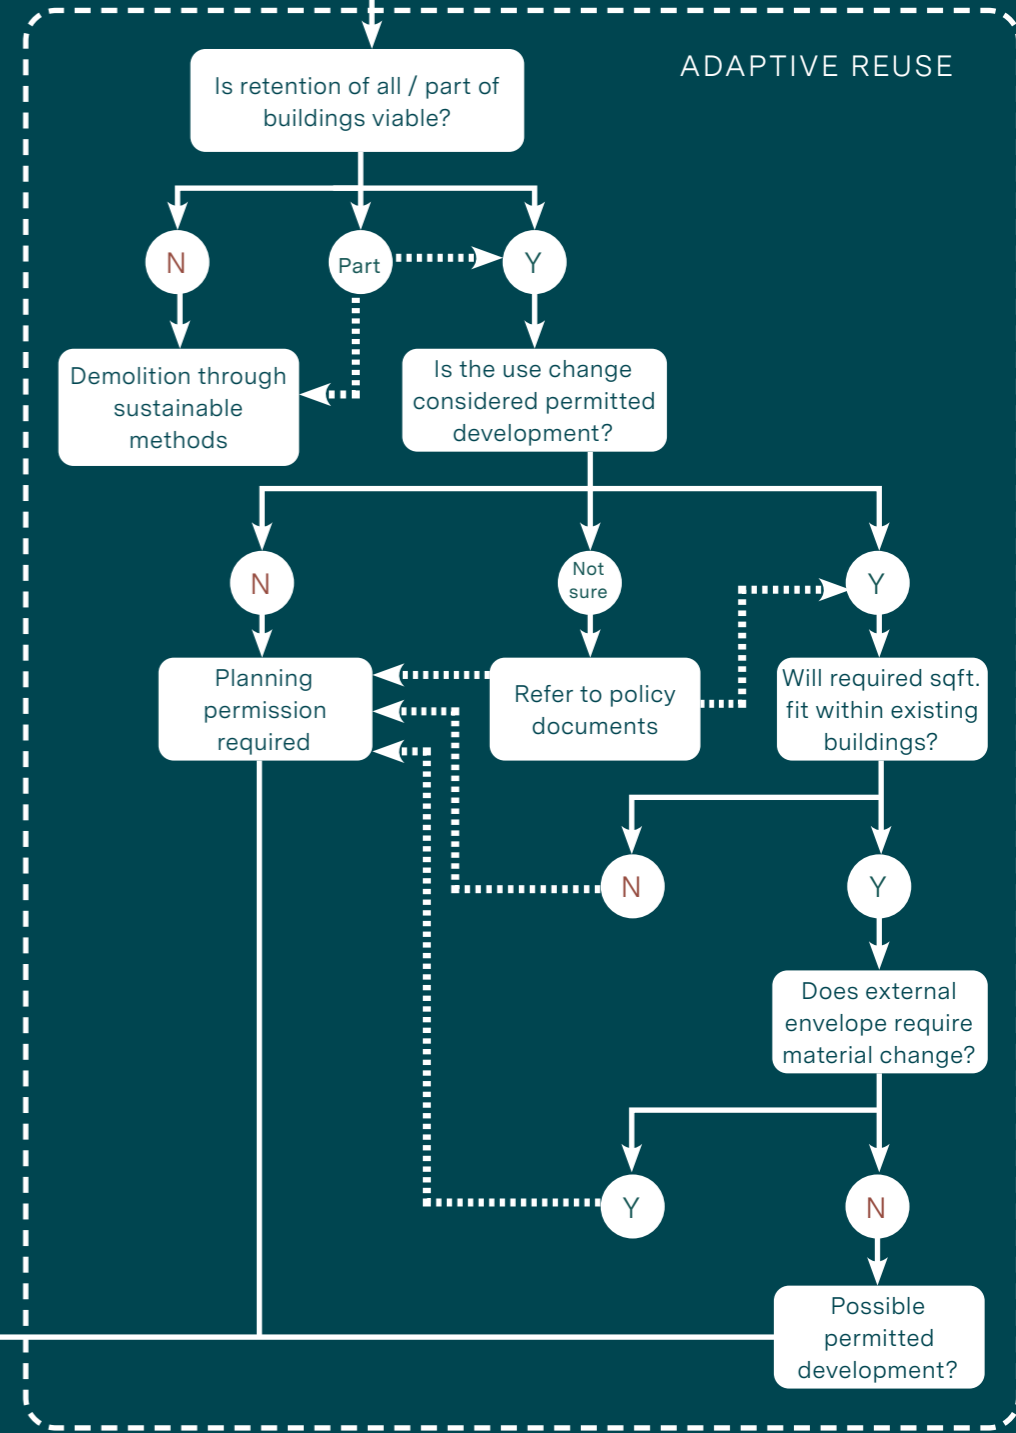 ADAPTIVE REUSE
Is retention of all / part of
buildings viable?
N
Part
Y
Demolition through
sustainable
methods
Is the use change
considered permitted
development?
N
Not
sure
Y
Planning
permission
required
Refer to policy
documents
Will required sqft.
fit within existing
buildings?
N
Y
Does external
envelope require
material change?
Y
N
Possible
permitted
development?